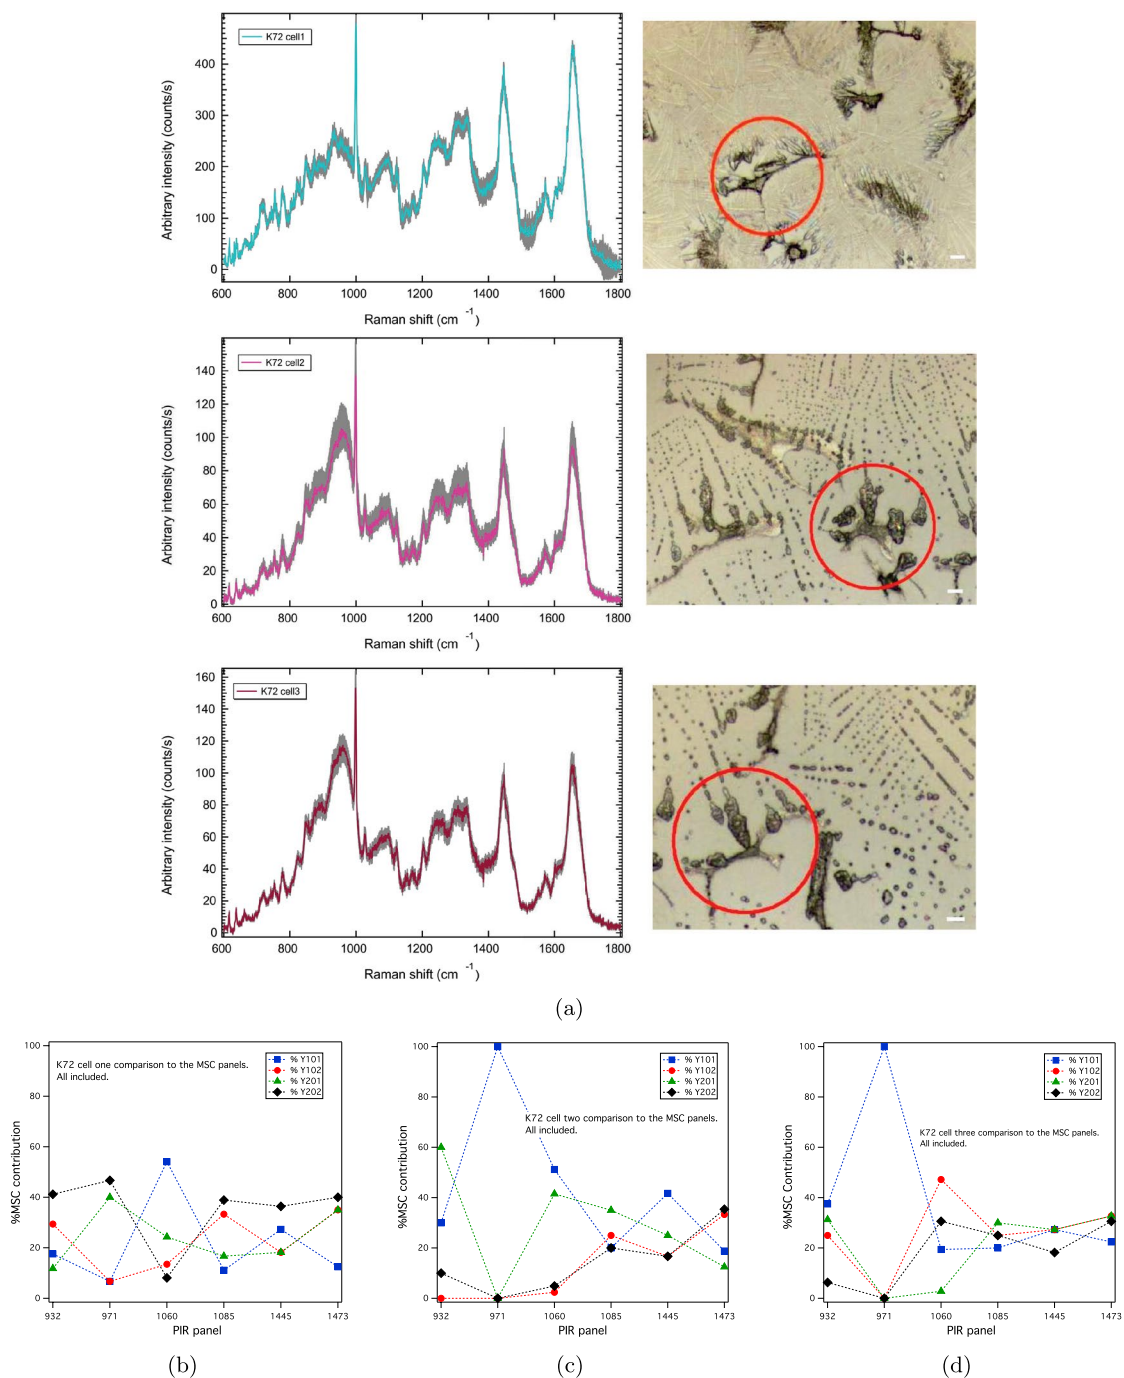 K72 cell1
400
300
200
100
0
Arbitrary intensity (counts/s)
600 800 1000 1200 1400 1600 1800
Raman shift (cm -1)
K72 cell2
140
120
100
80
60
40
20
0
Arbitrary intensity (counts/s)
600 800 1000 1200 1400 1600 1800
Raman shift (cm -1)
K72 cell3
160
140
120
100
80
60
40
20
0
Arbitrary intensity (counts/s)
600 800 1000 1200 1400 1600 1800
Raman shift (cm -1)
(a)
K72 cell one comparison to the MSC panels.
All included.
% Y101
% Y102
% Y201
% Y202
100
80
60
40
20
0
%MSC contribution
932 971 1060 1085 1445 1473
PIR panel
(b)
% Y101
% Y102
% Y201
% Y202
K72 cell two comparison to the MSC panels.
All included.
100
80
60
40
20
0
%MSC contribution
932 971 1060 1085 1445 1473
PIR panel
(c)
% Y101
% Y102
% Y201
% Y202
K72 cell three comparison to the MSC panels.
All included.
100
80
60
40
20
0
%MSC Contribution
932 971 1060 1085 1445 1473
PIR panel
(d)